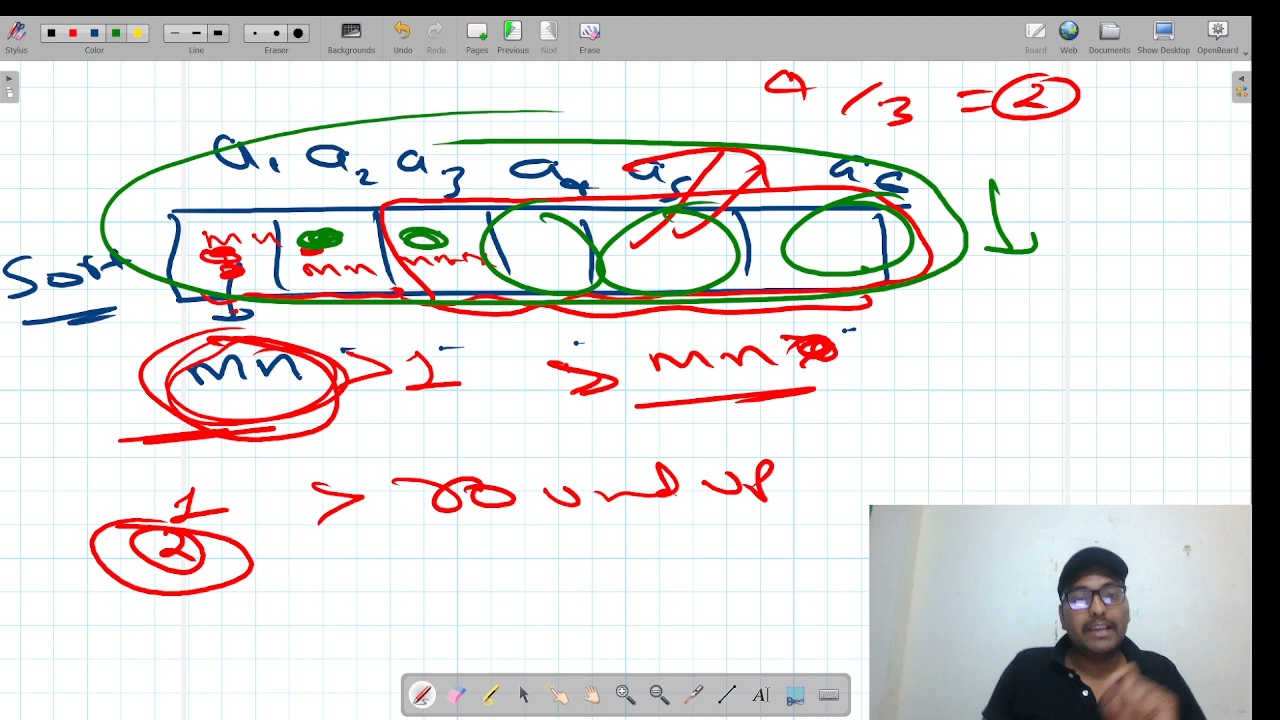 Stylus Color Line Eraser Backgrounds Undo Redo Pages Previous Next Erase Board Web Documents Show Desktop OpenBoard
4 / 3 = 2
a1 a2 a3 a4 a5 a6
mn
mn mn
Sort
mn > 1 > mn
1 > round up
2